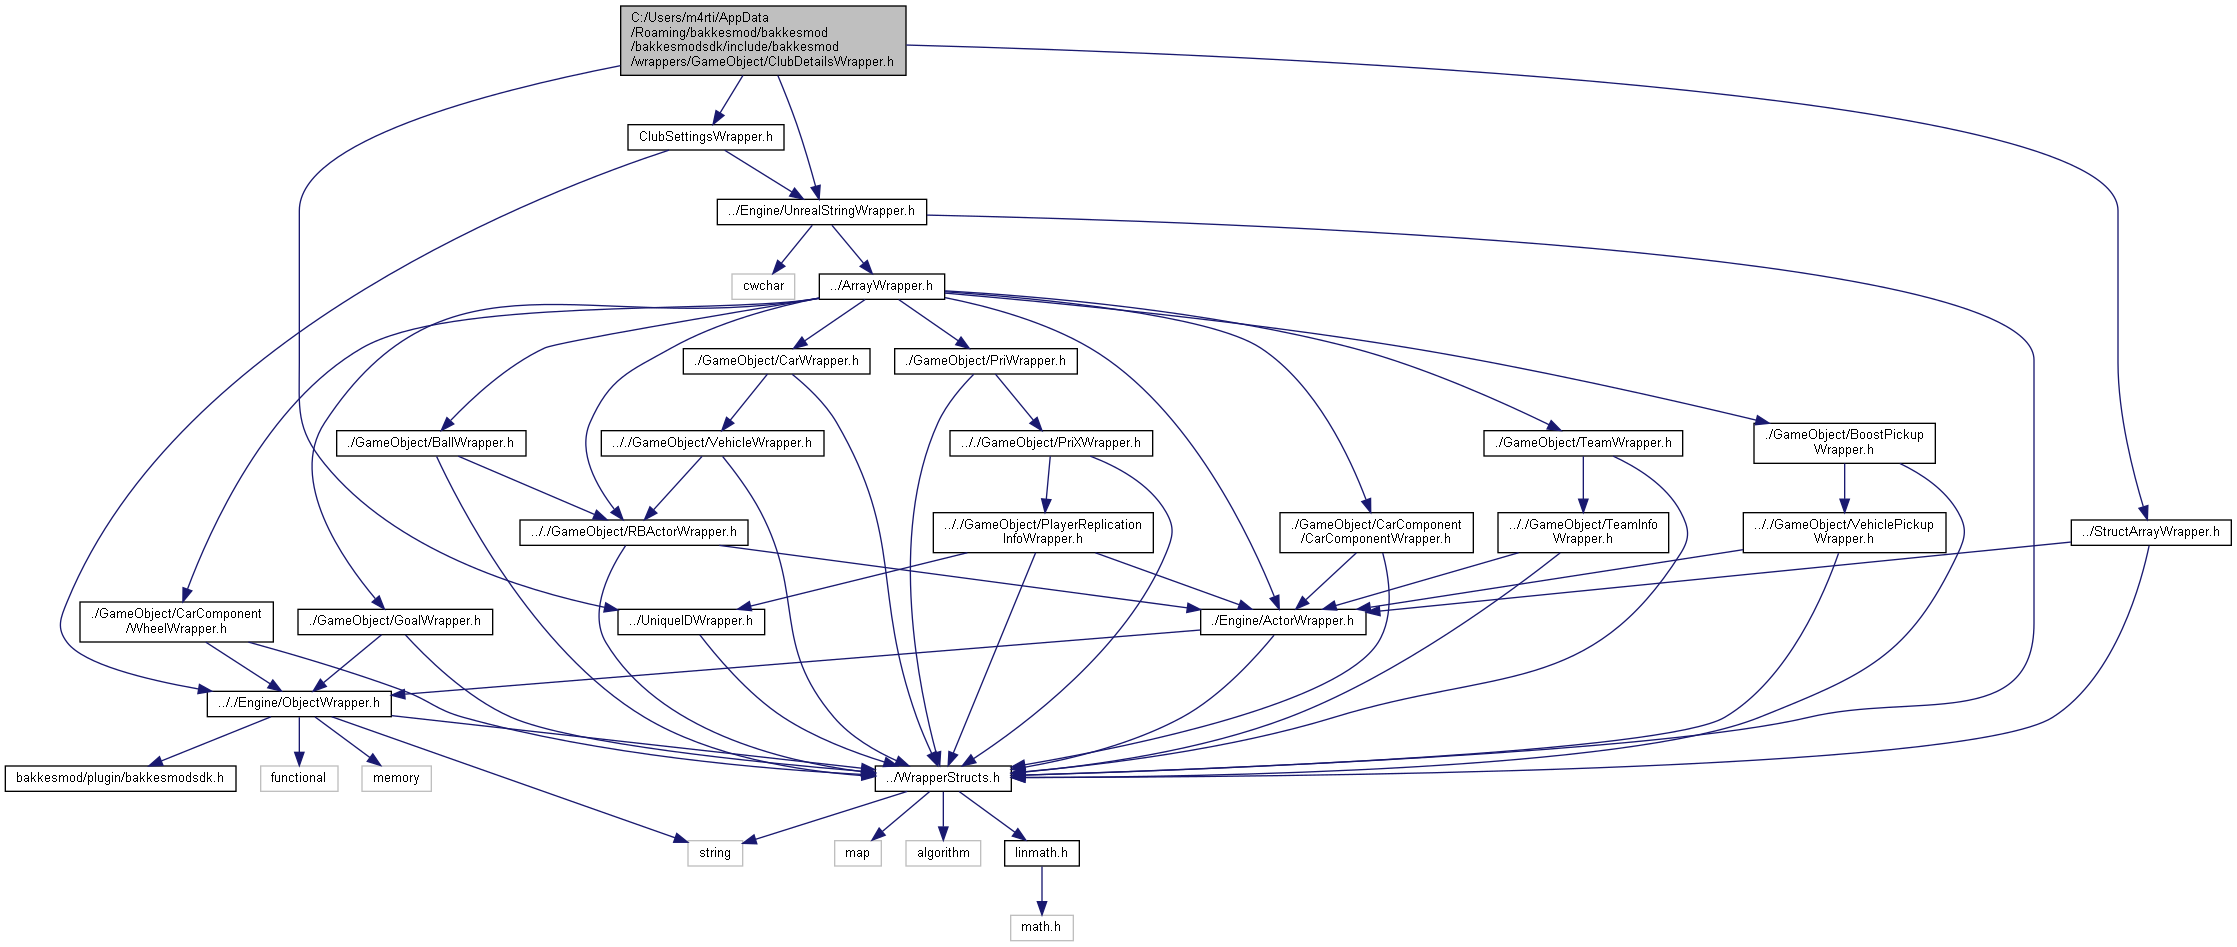 C:/Users/m4rti/AppData
/Roaming/bakkesmod/bakkesmod
/bakkesmodsdk/include/bakkesmod
/wrappers/GameObject/ClubDetailsWrapper.h
ClubSettingsWrapper.h
../Engine/UnrealStringWrapper.h
cwchar
../ArrayWrapper.h
./GameObject/CarWrapper.h
./GameObject/PriWrapper.h
./GameObject/BallWrapper.h
.././GameObject/VehicleWrapper.h
.././GameObject/PriXWrapper.h
./GameObject/TeamWrapper.h
./GameObject/BoostPickup
Wrapper.h
.././GameObject/RBActorWrapper.h
.././GameObject/PlayerReplication
InfoWrapper.h
./GameObject/CarComponent
/CarComponentWrapper.h
.././GameObject/TeamInfo
Wrapper.h
.././GameObject/VehiclePickup
Wrapper.h
../StructArrayWrapper.h
./GameObject/CarComponent
/WheelWrapper.h
./GameObject/GoalWrapper.h
../UniqueIDWrapper.h
./Engine/ActorWrapper.h
.././Engine/ObjectWrapper.h
bakkesmod/plugin/bakkesmodsdk.h
functional
memory
../WrapperStructs.h
string
map
algorithm
linmath.h
math.h